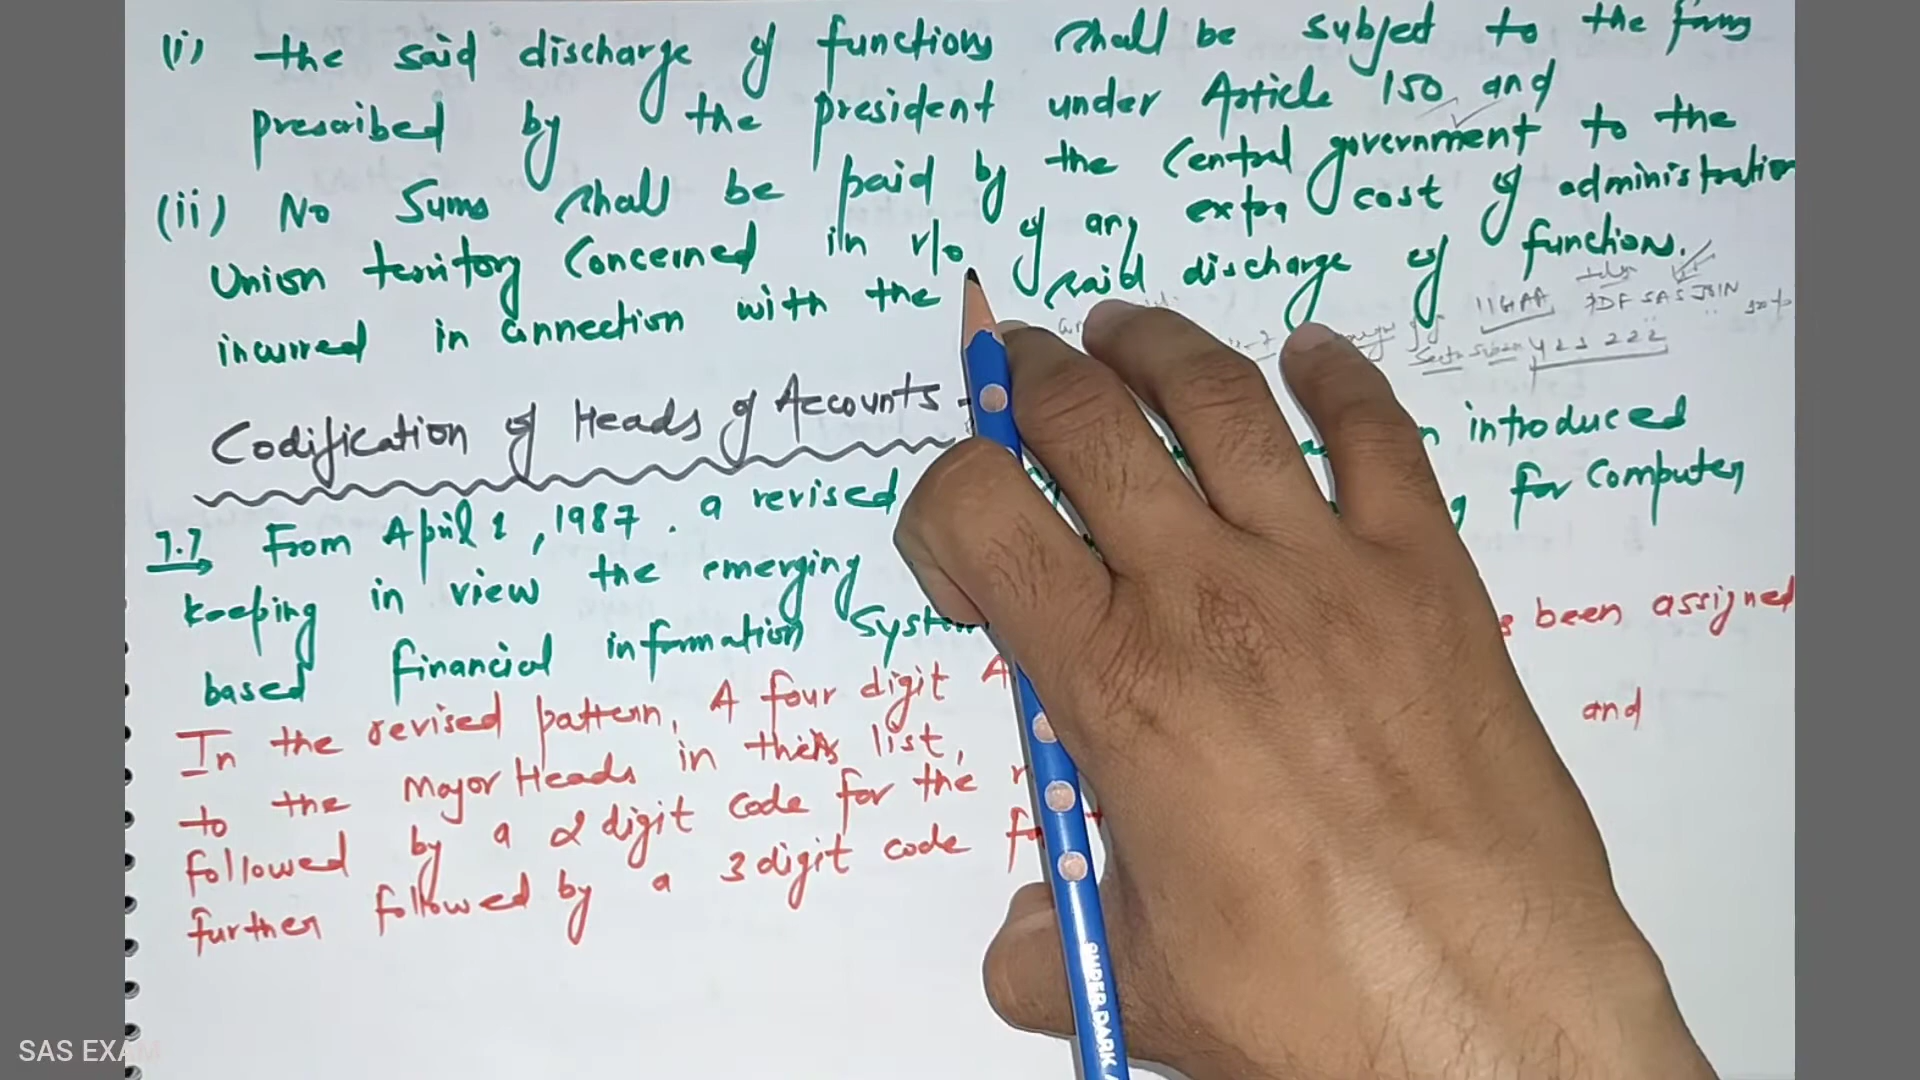 (i) the said discharge of functions shall be subject to the
prescribed by the president under Article 150 and
(ii) No Sums shall be paid by the Central government to the
Union territory Concerned in r/o of any extra cost of administration
incurred in connection with the said discharge of functions.
Codification of Heads of Accounts
7.7 From April 1, 1987. a revised introduced
keeping in view the emerging for Computer
based financial information System
In the revised pattern, A four digit been assigned
to the Major Heads in this list, and
followed by a 2 digit code for the
further followed by a 3 digit code
SUPER DARK
SAS EXAM